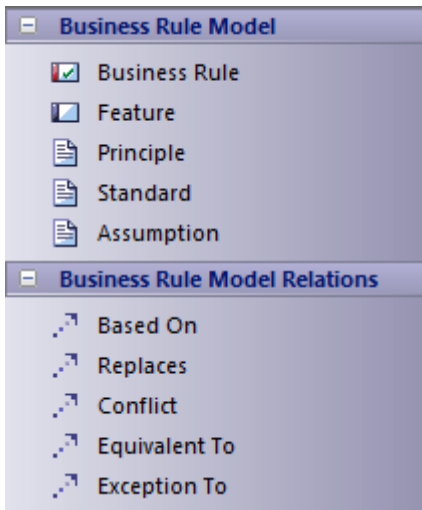 Business Rule Model
Business Rule
Feature
Principle
Standard
Assumption
Business Rule Model Relations
Based On
Replaces
Conflict
Equivalent To
Exception To